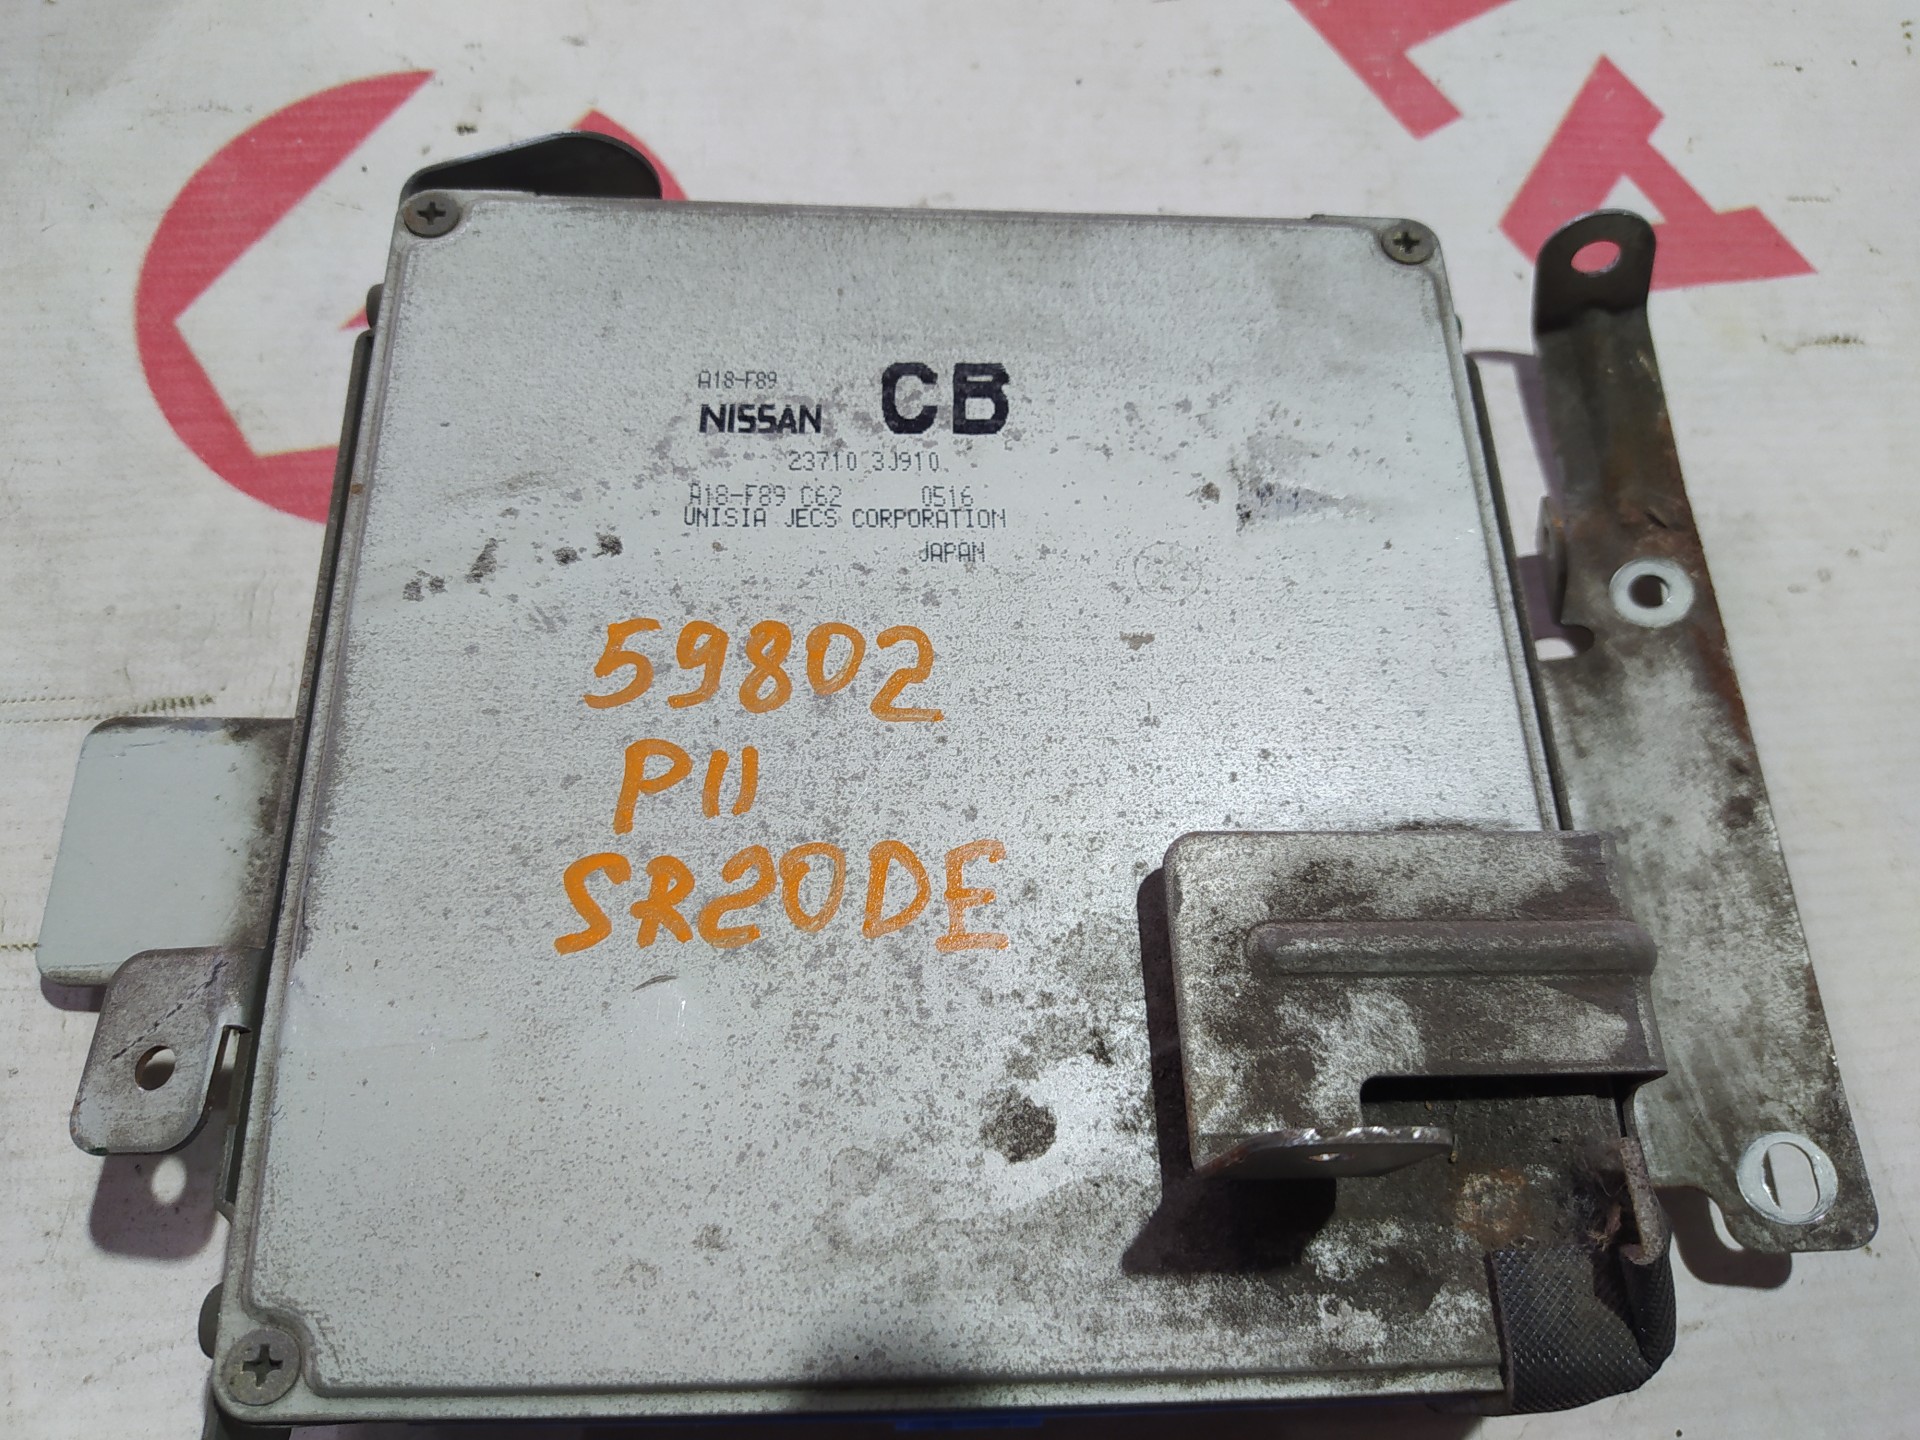 A18-F89
NISSAN CB
23710 3J910
A18-F89 C62 0516
UNISIA JECS CORPORATION
JAPAN
59802
P11
SR20DE